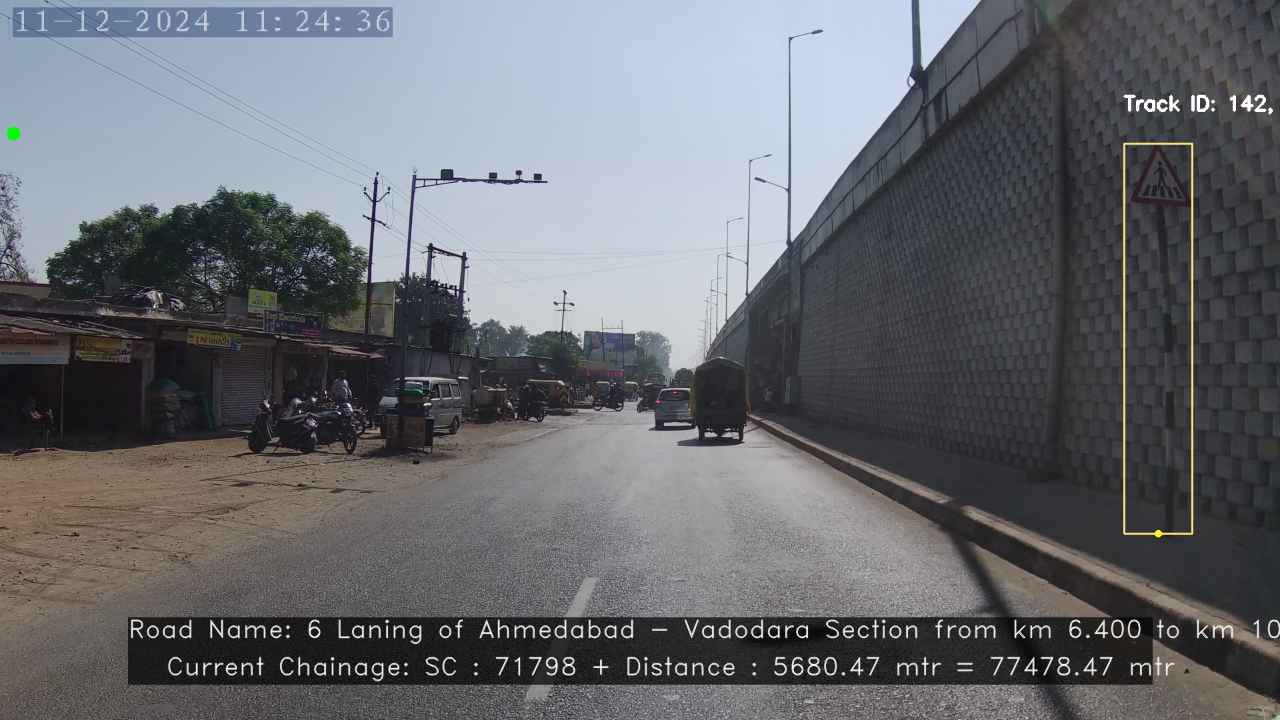 11-12-2024 11:24:36
Track ID: 142,
Road Name: 6 Laning of Ahmedabad - Vadodara Section from km 6.400 to km 10
Current Chainage: SC : 71798 + Distance : 5680.47 mtr = 77478.47 mtr